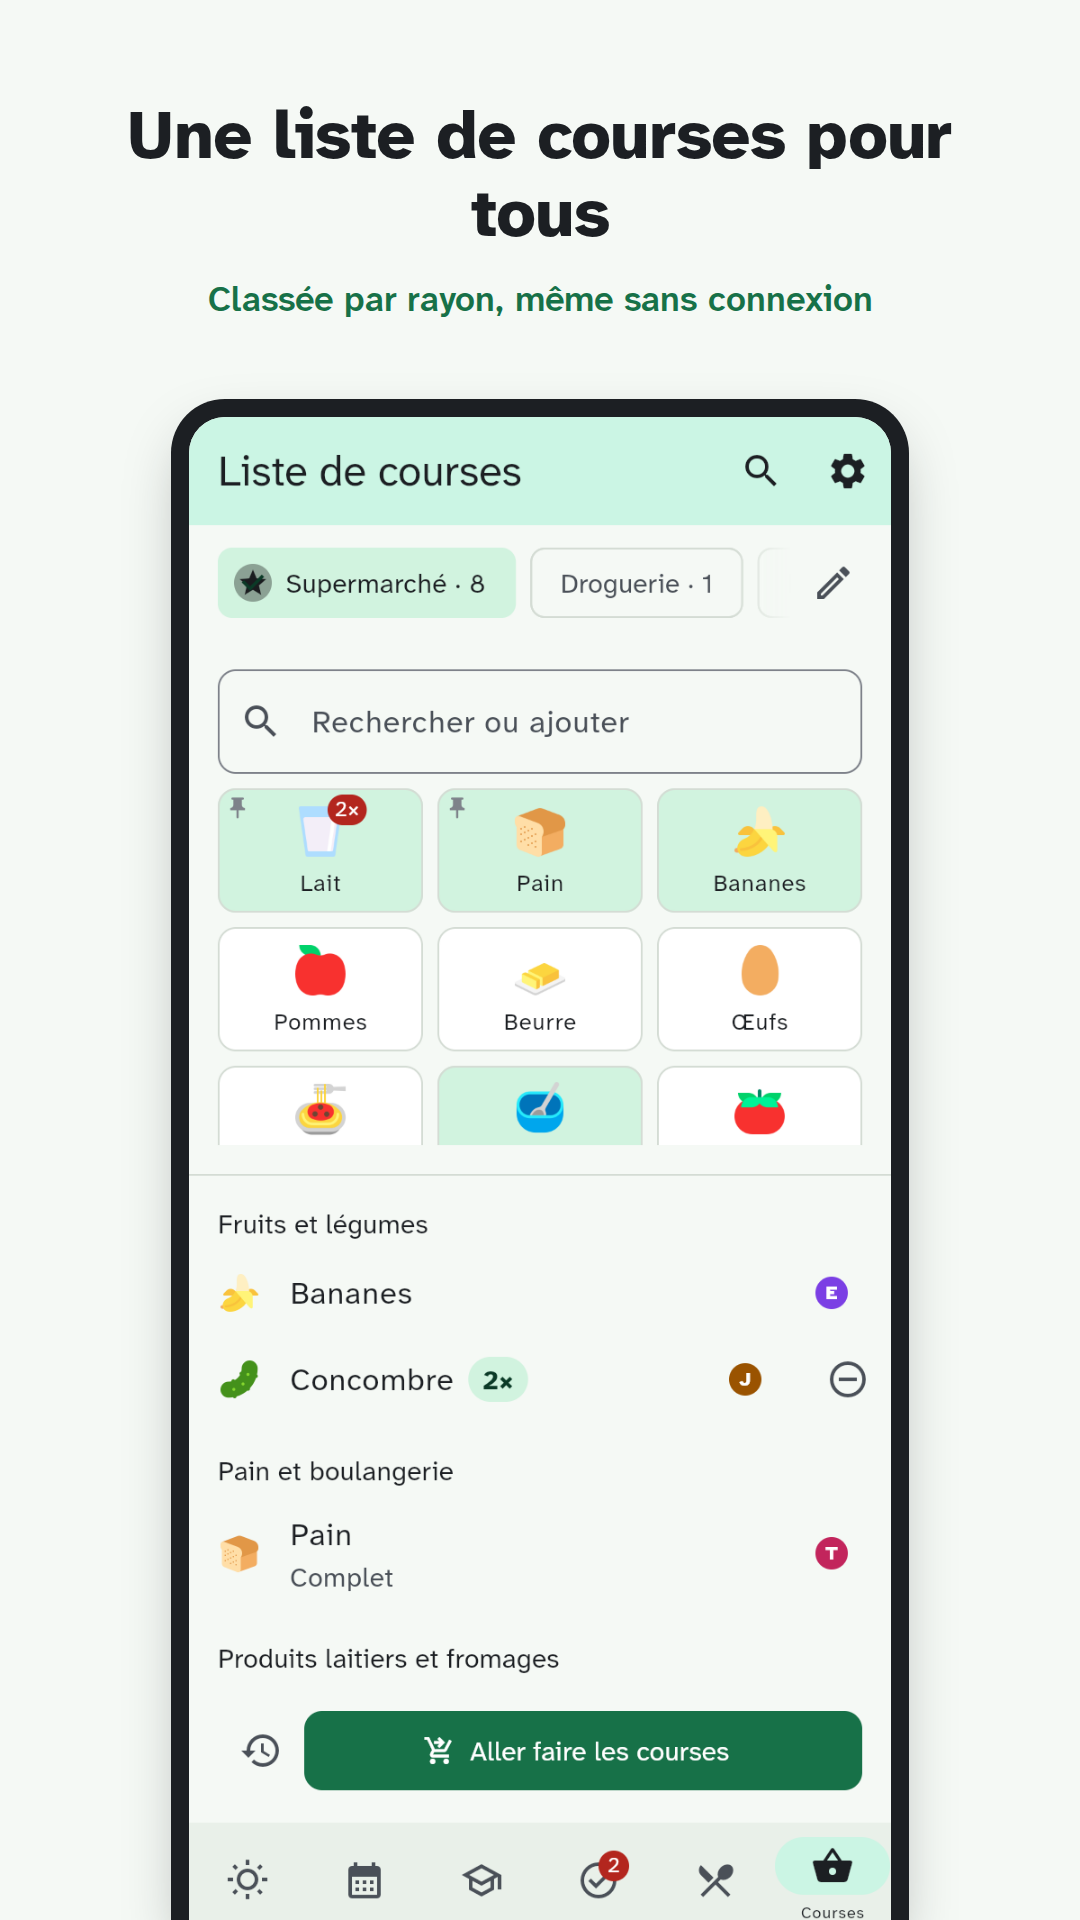 Une liste de courses pour
tous
Classée par rayon, même sans connexion
Liste de courses
Supermarché · 8
Droguerie · 1
Rechercher ou ajouter
2×
Lait
Pain
Bananes
Pommes
Beurre
Œufs
Fruits et légumes
Bananes
E
Concombre 2×
J
Pain et boulangerie
Pain
Complet
T
Produits laitiers et fromages
Aller faire les courses
2
Courses